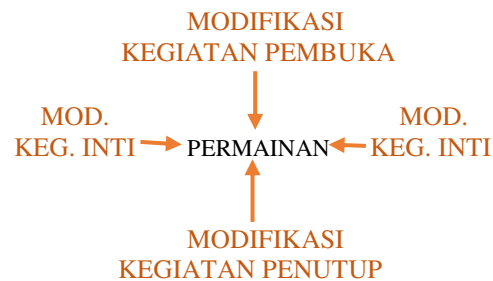 MODIFIKASI
KEGIATAN PEMBUKA
MOD.
KEG. INTI
PERMAINAN
MOD.
KEG. INTI
MODIFIKASI
KEGIATAN PENUTUP